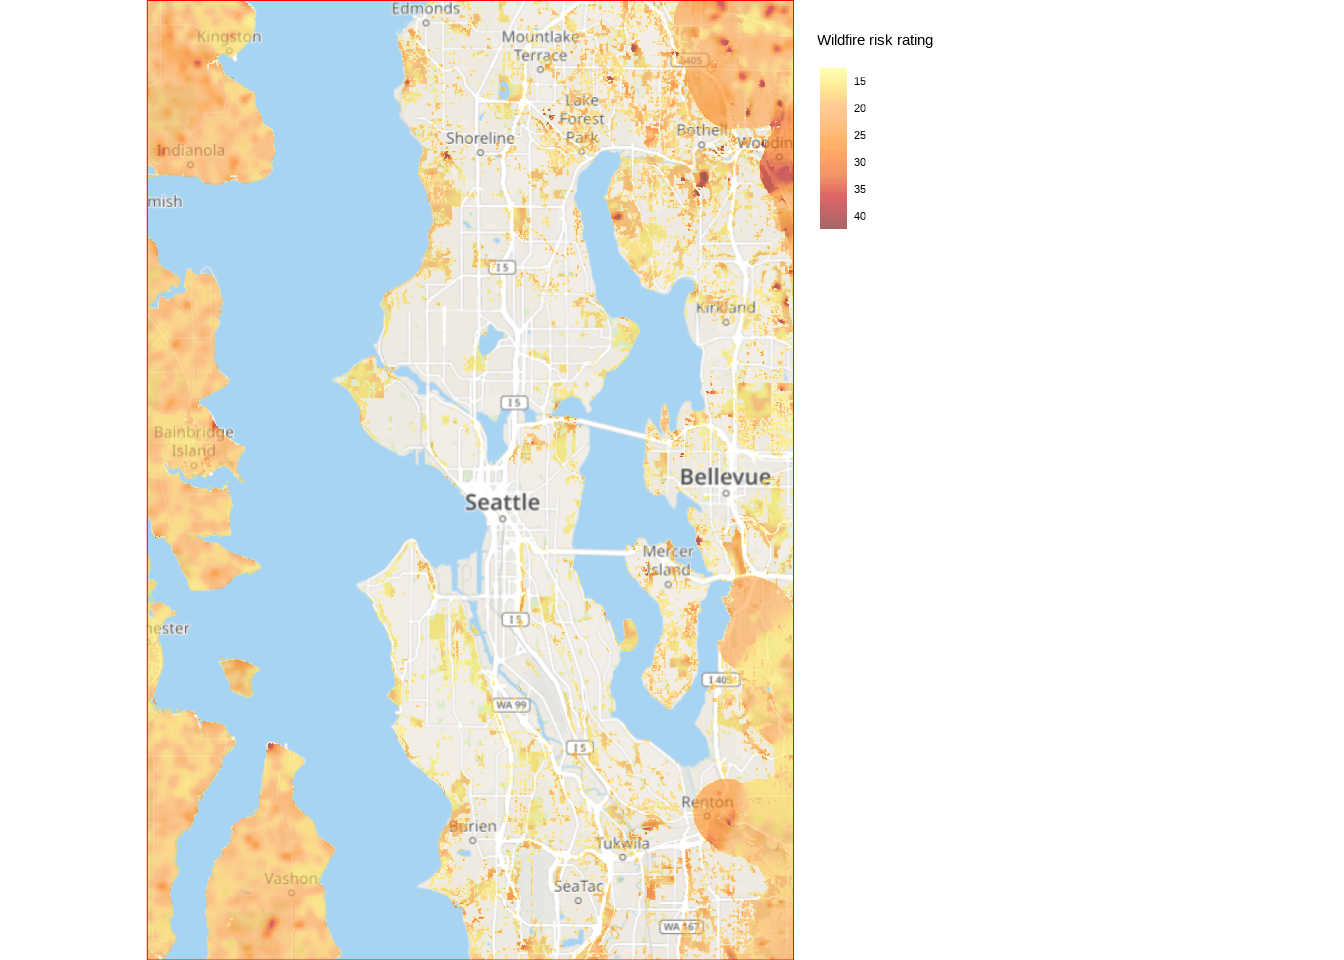 Edmonds
Kingston
Mountlake
Terrace
I 405
Lake
Forest
Park
Bothell
Shoreline
Woodin
Indianola
mish
I 5
Kirkland
I 5
Bainbridge
Island
Bellevue
Seattle
Mercer
Island
I 5
hester
I 405
WA 99
I 5
Renton
Burien
Tukwila
Vashon
SeaTac
WA 167
Wildfire risk rating
15
20
25
30
35
40